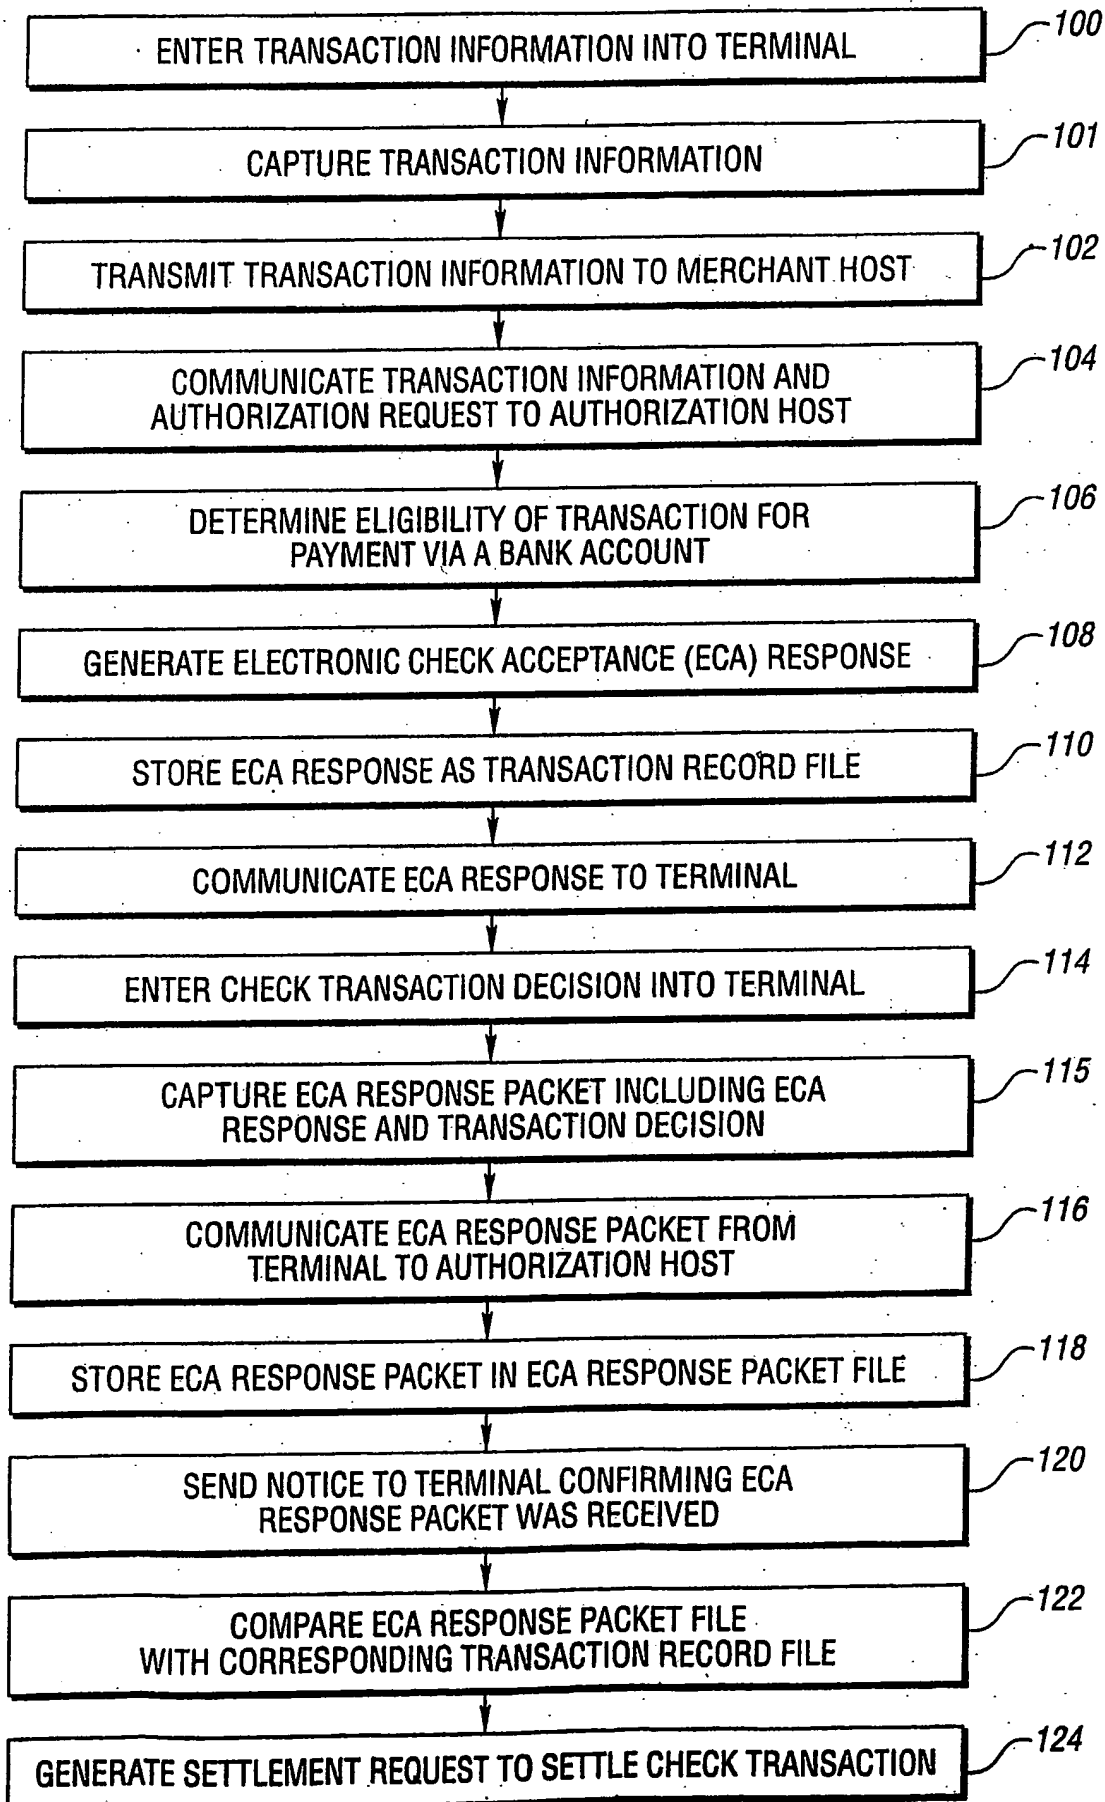 ENTER TRANSACTION INFORMATION INTO TERMINAL
100
CAPTURE TRANSACTION INFORMATION
101
TRANSMIT TRANSACTION INFORMATION TO MERCHANT HOST
102
COMMUNICATE TRANSACTION INFORMATION AND
AUTHORIZATION REQUEST TO AUTHORIZATION HOST
104
DETERMINE ELIGIBILITY OF TRANSACTION FOR
PAYMENT VIA A BANK ACCOUNT
106
GENERATE ELECTRONIC CHECK ACCEPTANCE (ECA) RESPONSE
108
STORE ECA RESPONSE AS TRANSACTION RECORD FILE
110
COMMUNICATE ECA RESPONSE TO TERMINAL
112
ENTER CHECK TRANSACTION DECISION INTO TERMINAL
114
CAPTURE ECA RESPONSE PACKET INCLUDING ECA
RESPONSE AND TRANSACTION DECISION
115
COMMUNICATE ECA RESPONSE PACKET FROM
TERMINAL TO AUTHORIZATION HOST
116
STORE ECA RESPONSE PACKET IN ECA RESPONSE PACKET FILE
118
SEND NOTICE TO TERMINAL CONFIRMING ECA
RESPONSE PACKET WAS RECEIVED
120
COMPARE ECA RESPONSE PACKET FILE
WITH CORRESPONDING TRANSACTION RECORD FILE
122
GENERATE SETTLEMENT REQUEST TO SETTLE CHECK TRANSACTION
124